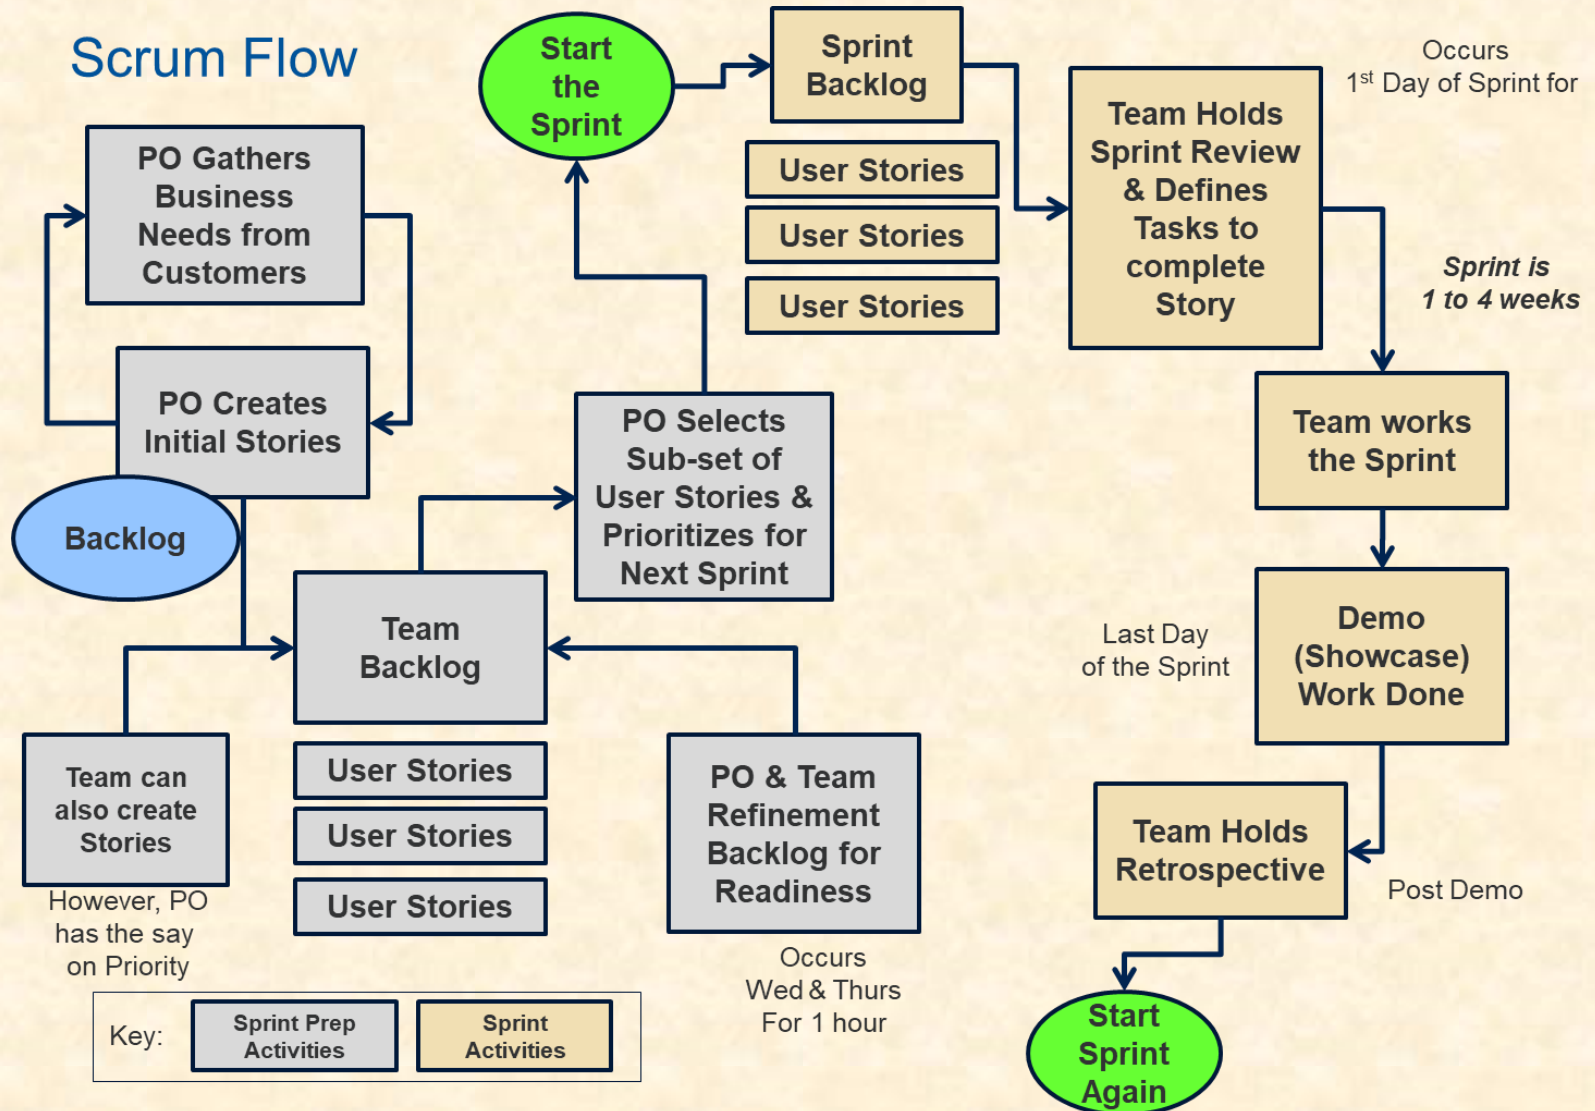 Scrum Flow
PO Gathers
Business
Needs from
Customers
PO Creates
Initial Stories
Backlog
Team can
also create
Stories
However, PO
has the say
on Priority
Team
Backlog
User Stories
User Stories
User Stories
PO & Team
Refinement
Backlog for
Readiness
Occurs
Wed & Thurs
For 1 hour
PO Selects
Sub-set of
User Stories &
Prioritizes for
Next Sprint
Start
the
Sprint
Sprint
Backlog
User Stories
User Stories
User Stories
Team Holds
Sprint Review
& Defines
Tasks to
complete
Story
Occurs
1st Day of Sprint for
Sprint is
1 to 4 weeks
Team works
the Sprint
Demo
(Showcase)
Work Done
Last Day
of the Sprint
Team Holds
Retrospective
Post Demo
Start
Sprint
Again
Key:
Sprint Prep
Activities
Sprint
Activities